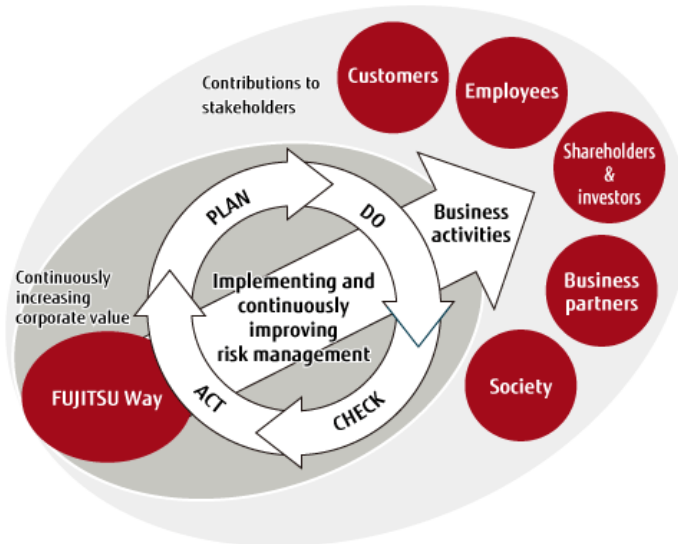 Contributions to
stakeholders
Customers
Employees
Shareholders
&
investors
Business
partners
Society
Business
activities
PLAN
DO
CHECK
ACT
Implementing and
continuously
improving
risk management
Continuously
increasing
corporate value
FUJITSU Way